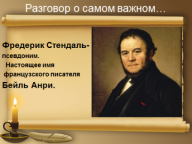 Разговор о самом важном...
Фредерик Стендаль-
псевдоним.
Настоящее имя
французского писателя
Бейль Анри.